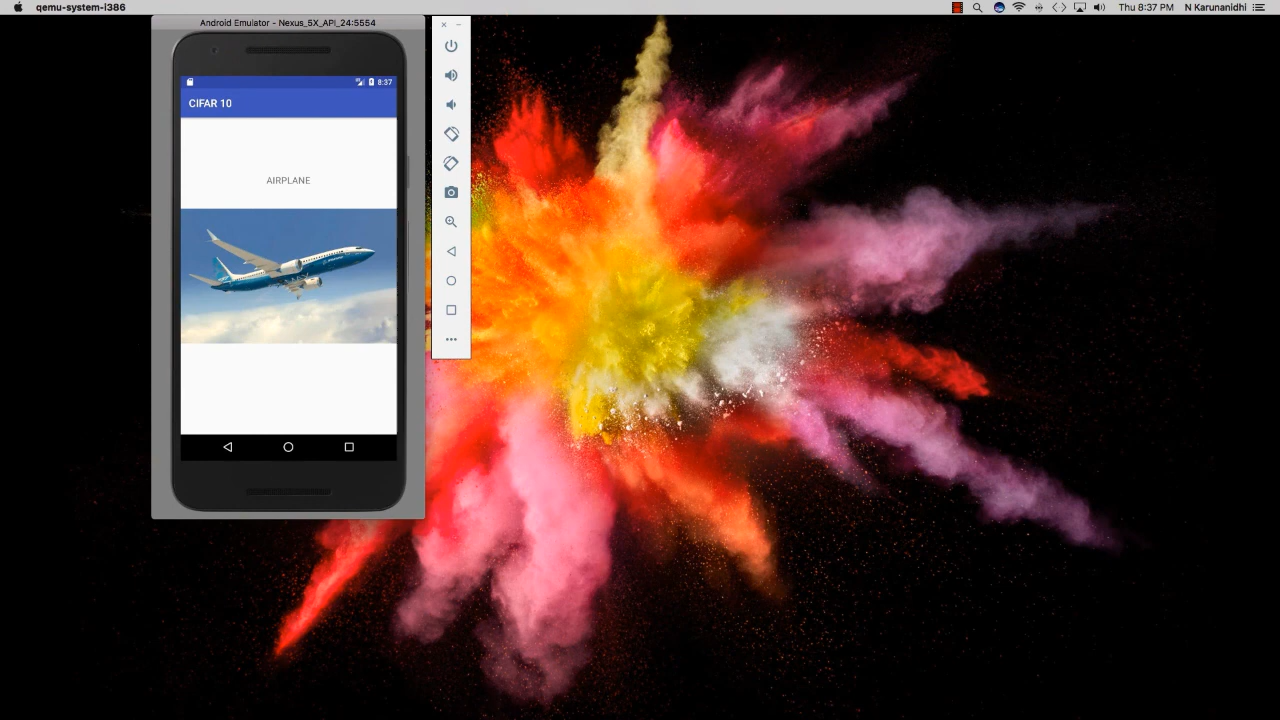 qemu-system-i386
Thu 8:37 PM
N Karunanidhi
Android Emulator - Nexus_5X_API_24:5554
8:37
CIFAR 10
AIRPLANE